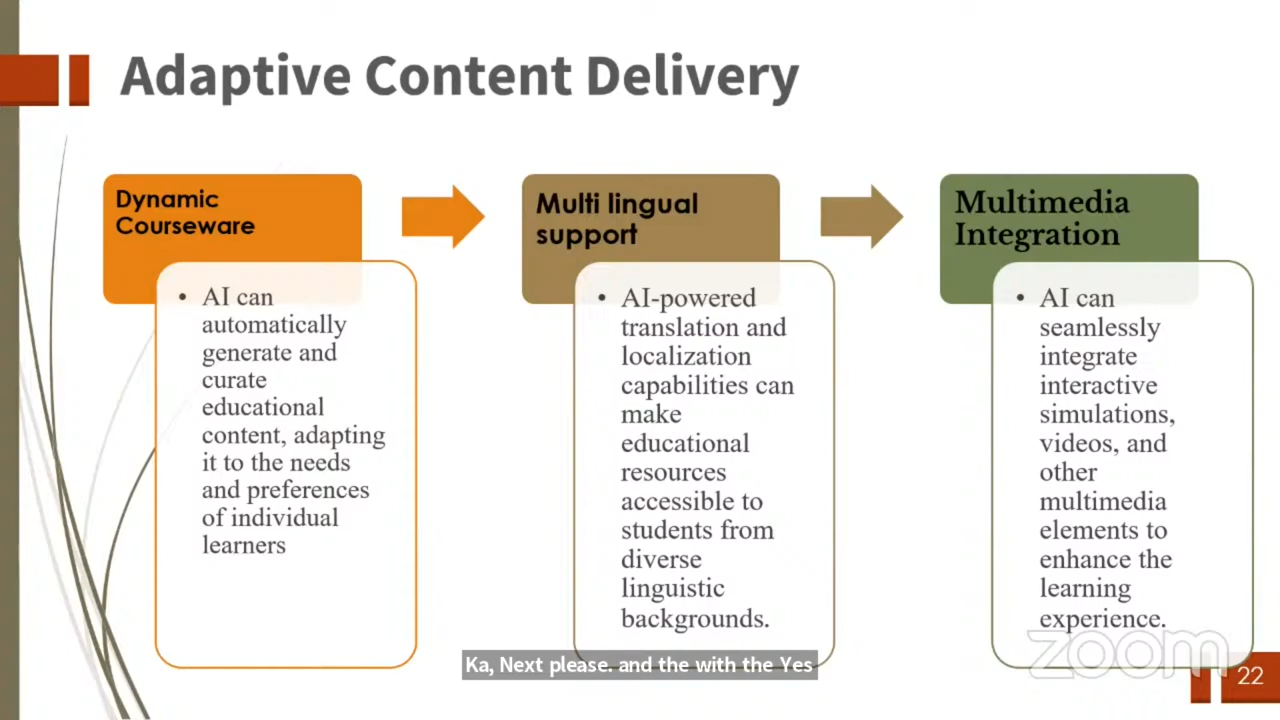 Adaptive Content Delivery
Dynamic
Courseware
• AI can
automatically
generate and
curate
educational
content, adapting
it to the needs
and preferences
of individual
learners
Multi lingual
support
• AI-powered
translation and
localization
capabilities can
make
educational
resources
accessible to
students from
diverse
linguistic
backgrounds.
Multimedia
Integration
• AI can
seamlessly
integrate
interactive
simulations,
videos, and
other
multimedia
elements to
enhance the
learning
experience.
zoom
Ka, Next please. and the with the Yes
22